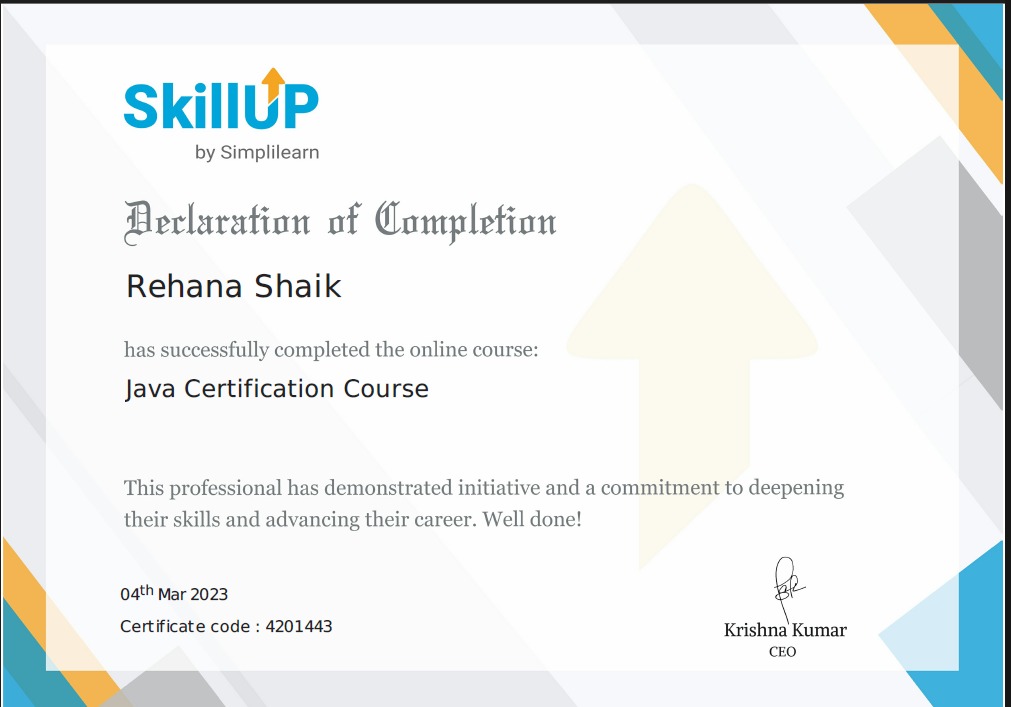 SkillUP
by Simplilearn
Declaration of Completion
Rehana Shaik
has successfully completed the online course:
Java Certification Course
This professional has demonstrated initiative and a commitment to deepening
their skills and advancing their career. Well done!
04th Mar 2023
Certificate code : 4201443
Krishna Kumar
CEO